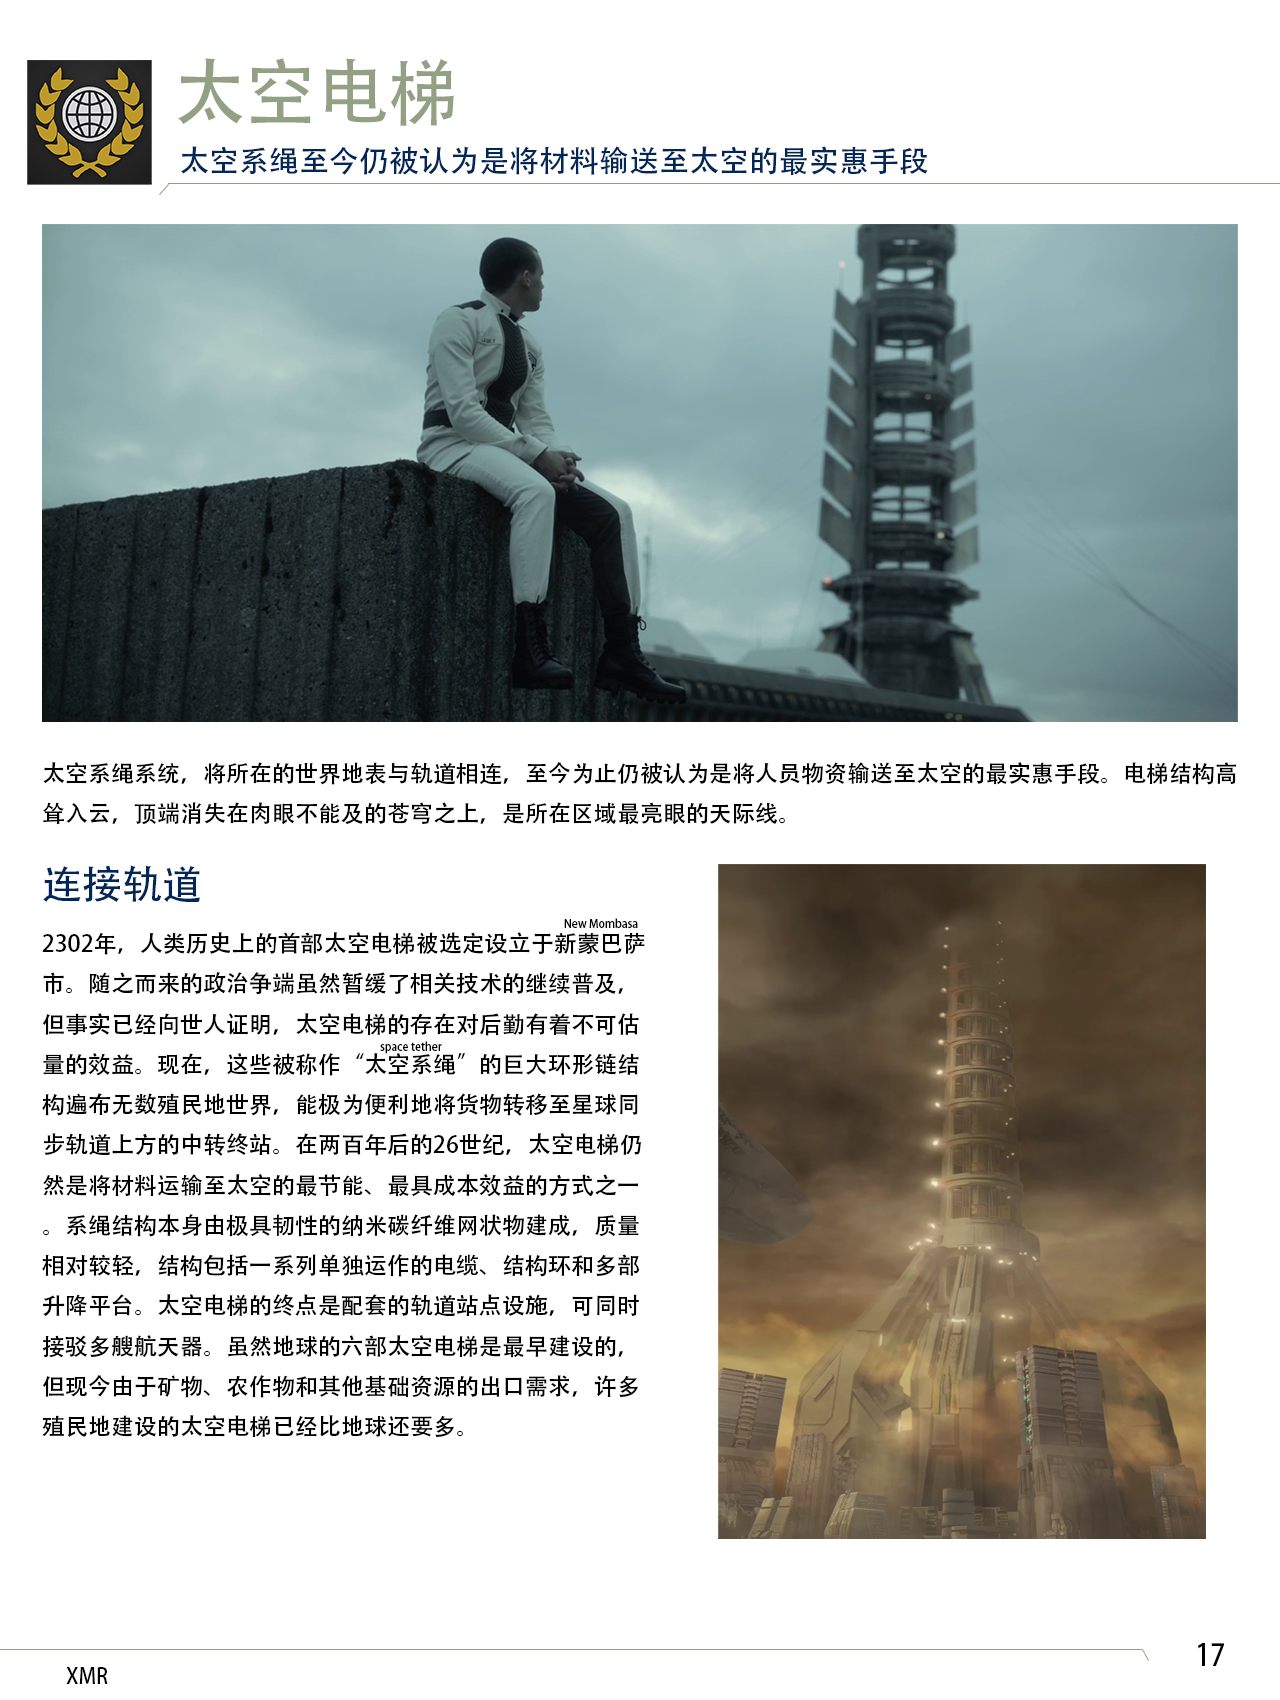 太空电梯
太空系绳至今仍被认为是将材料输送至太空的最实惠手段
太空系绳系统，将所在的世界地表与轨道相连，至今为止仍被认为是将人员物资输送至太空的最实惠手段。电梯结构高
耸入云，顶端消失在肉眼不能及的苍穹之上，是所在区域最亮眼的天际线。
连接轨道
New Mombasa
2302年，人类历史上的首部太空电梯被选定设立于新蒙巴萨
市。随之而来的政治争端虽然暂缓了相关技术的继续普及，
但事实已经向世人证明，太空电梯的存在对后勤有着不可估
space tether
量的效益。现在，这些被称作“太空系绳”的巨大环形链结
构遍布无数殖民地世界，能极为便利地将货物转移至星球同
步轨道上方的中转终站。在两百年后的26世纪，太空电梯仍
然是将材料运输至太空的最节能、最具成本效益的方式之一
。系绳结构本身由极具韧性的纳米碳纤维网状物建成，质量
相对较轻，结构包括一系列单独运作的电缆、结构环和多部
升降平台。太空电梯的终点是配套的轨道站点设施，可同时
接驳多艘航天器。虽然地球的六部太空电梯是最早建设的，
但现今由于矿物、农作物和其他基础资源的出口需求，许多
殖民地建设的太空电梯已经比地球还要多。
17
XMR